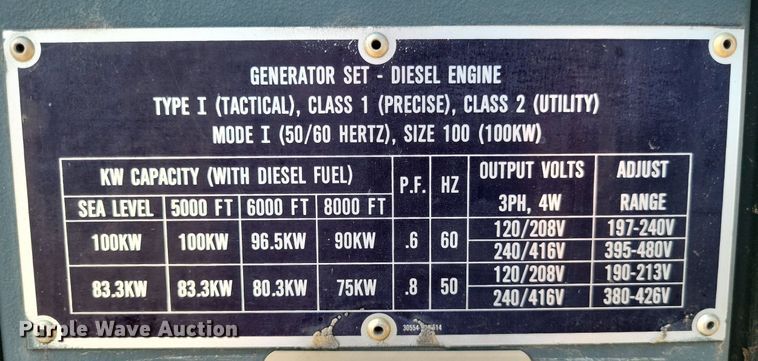 GENERATOR SET - DIESEL ENGINE
TYPE I (TACTICAL), CLASS 1 (PRECISE), CLASS 2 (UTILITY)
MODE I (50/60 HERTZ), SIZE 100 (100KW)
KW CAPACITY (WITH DIESEL FUEL) P.F. HZ OUTPUT VOLTS 3PH, 4W ADJUST RANGE
SEA LEVEL 5000 FT 6000 FT 8000 FT
100KW 100KW 96.5KW 90KW .6 60 120/208V 197-240V
240/416V 395-480V
83.3KW 83.3KW 80.3KW 75KW .8 50 120/208V 190-213V
240/416V 380-426V
Purple Wave Auction